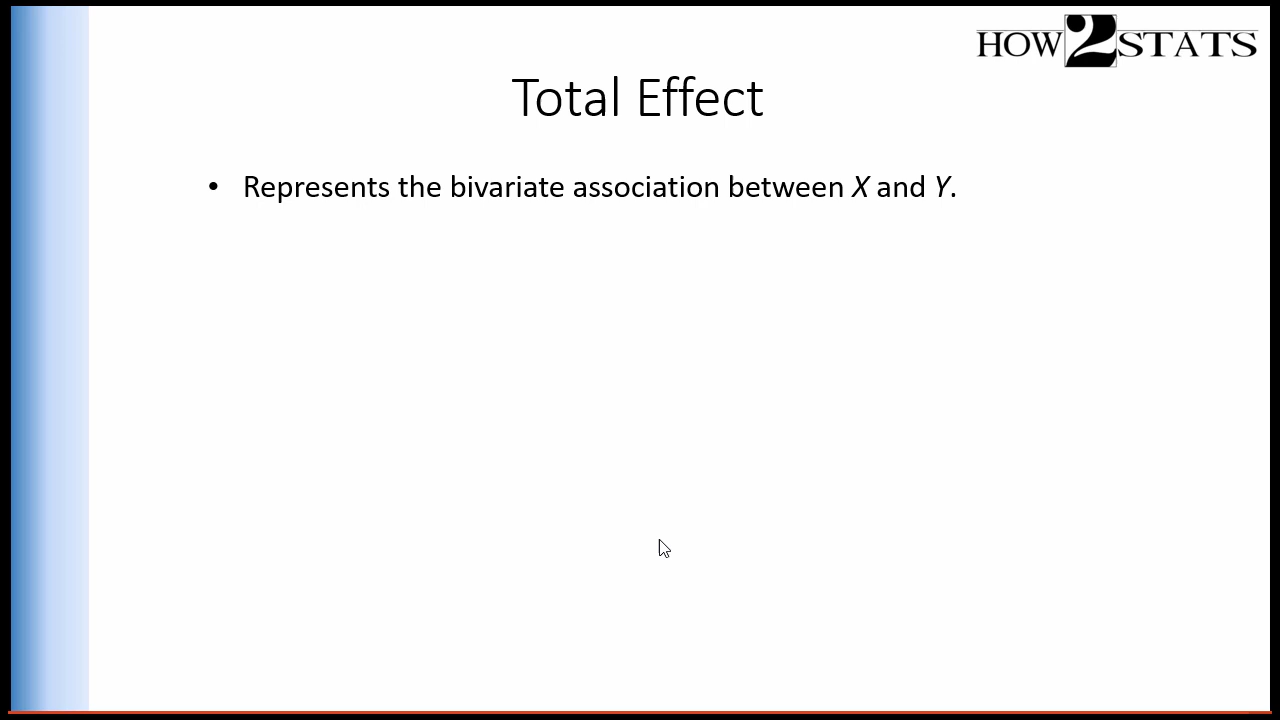 HOW2STATS
Total Effect
• Represents the bivariate association between X and Y.